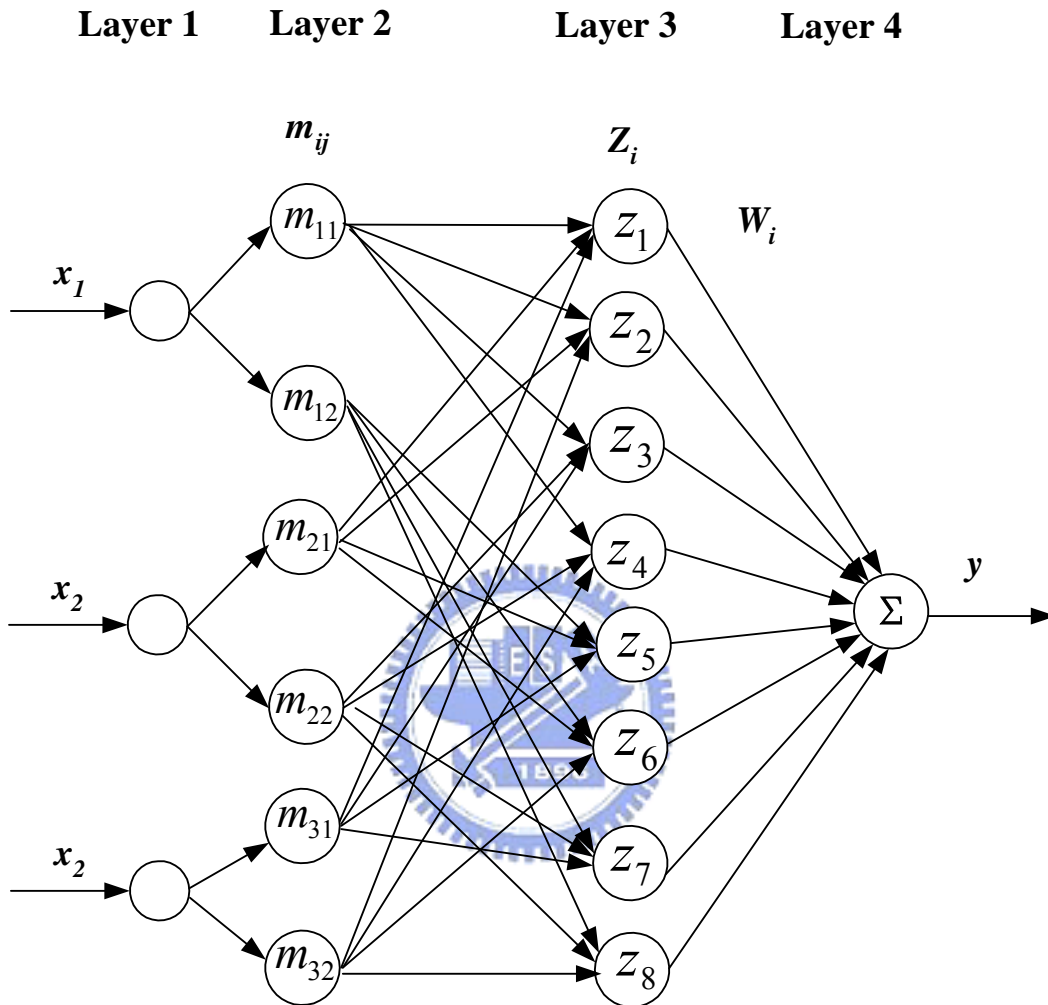 Layer 1 Layer 2 Layer 3 Layer 4
m_ij Z_i
m_11 z_1 W_i
x_1
z_2
m_12
z_3
m_21
z_4 y
x_2 Σ
E S z_5
m_22
z_6
1896
m_31
z_7
x_2
m_32 z_8